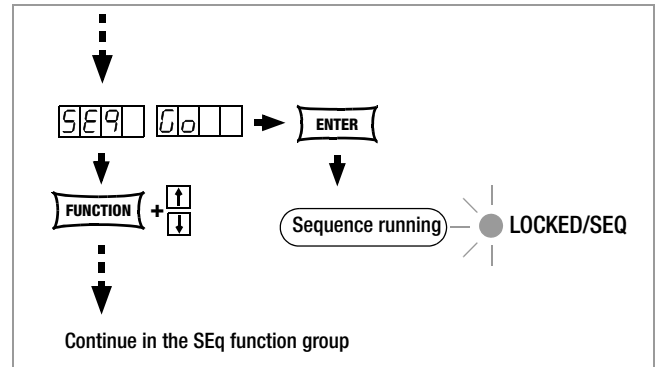 SEq Go ENTER
FUNCTION + ↑ ↓
Sequence running LOCKED/SEQ
Continue in the SEq function group